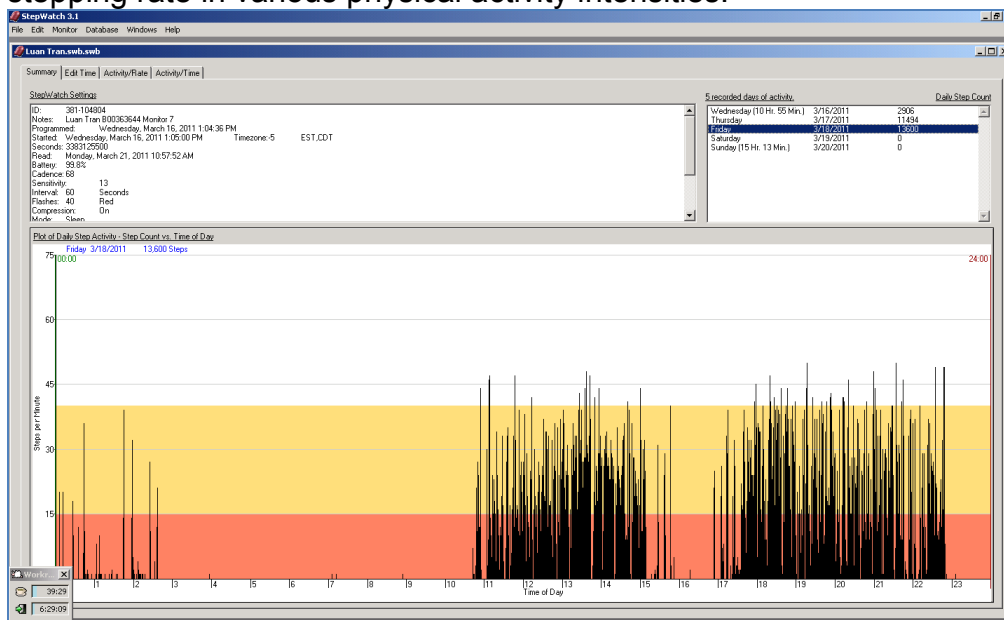 stepping rate in various physical activity intensities.
StepWatch 3.1
File Edit Monitor Database Windows Help
Luan Tran.swb.swb
Summary Edit Time Activity/Rate Activity/Time
StepWatch Settings
ID: 381-104804
Notes: Luan Tran B00363644 Monitor 7
Programmed: Wednesday, March 16, 2011 1:04:36 PM
Started: Wednesday, March 16, 2011 1:05:00 PM Timezone:-5 EST,CDT
Seconds: 3383125500
Read: Monday, March 21, 2011 10:57:52 AM
Battery: 99.8%
Cadence: 68
Sensitivity: 13
Interval: 60 Seconds
Flashes: 40 Red
Compression: On
Mode: Sleep
5 recorded days of activity. Daily Step Count
Wednesday (10 Hr. 55 Min.) 3/16/2011 2906
Thursday 3/17/2011 11494
Friday 3/18/2011 13600
Saturday 3/19/2011 0
Sunday (15 Hr. 13 Min.) 3/20/2011 0
Plot of Daily Step Activity - Step Count vs. Time of Day
Friday 3/18/2011 13,600 Steps
75 00:00 24:00
60
45
Steps per Minute
30
15
1 2 3 4 5 6 7 8 9 10 11 12 13 14 15 16 17 18 19 20 21 22 23
Time of Day
39:29
6:29:09